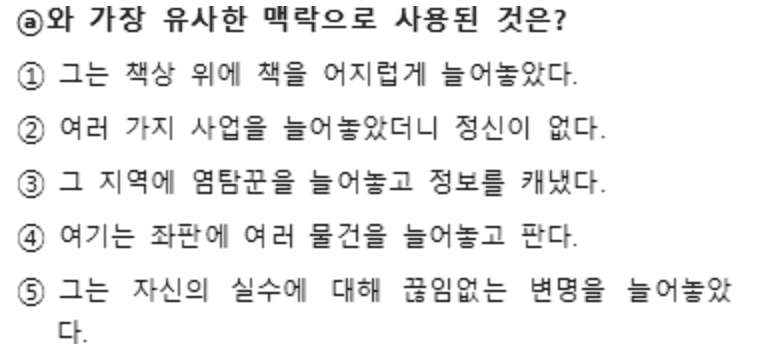 ⓐ와 가장 유사한 맥락으로 사용된 것은?
① 그는 책상 위에 책을 어지럽게 늘어놓았다.
② 여러 가지 사업을 늘어놓았더니 정신이 없다.
③ 그 지역에 염탐꾼을 늘어놓고 정보를 캐냈다.
④ 여기는 좌판에 여러 물건을 늘어놓고 판다.
⑤ 그는 자신의 실수에 대해 끊임없는 변명을 늘어놓았
다.